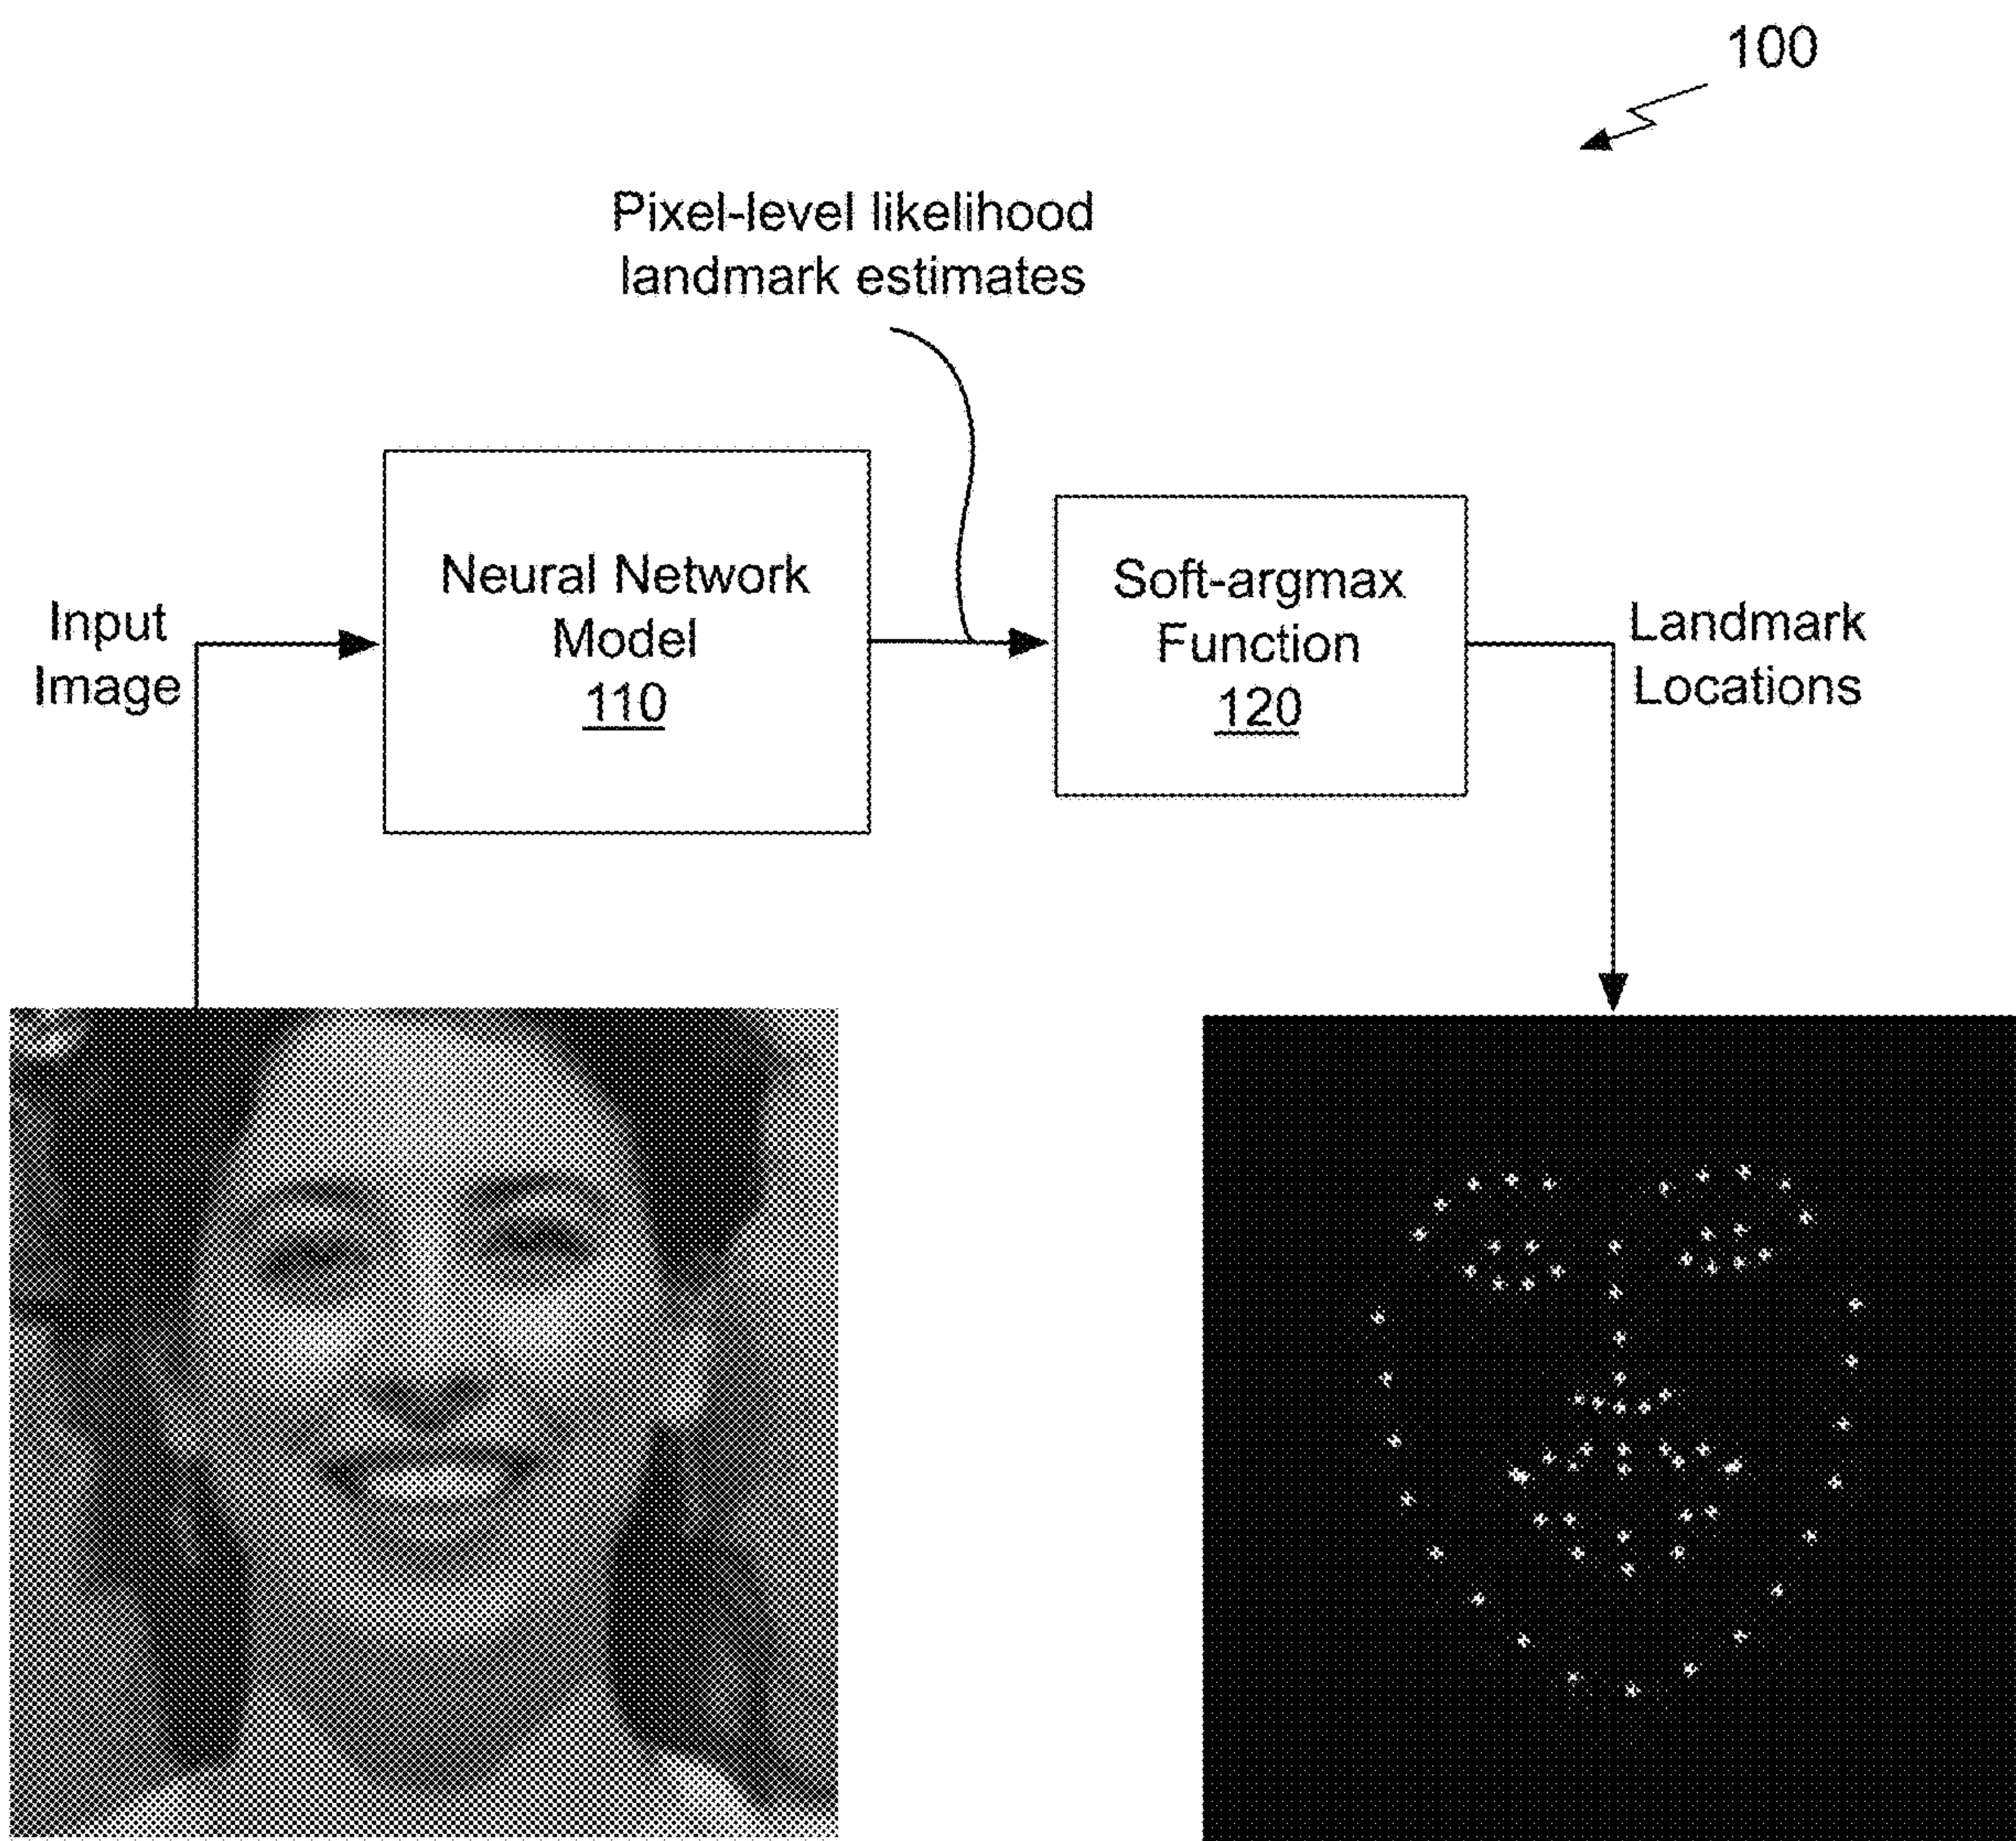 100
Pixel-level likelihood
landmark estimates
Input
Image
Neural Network
Model
110
Soft-argmax
Function
120
Landmark
Locations